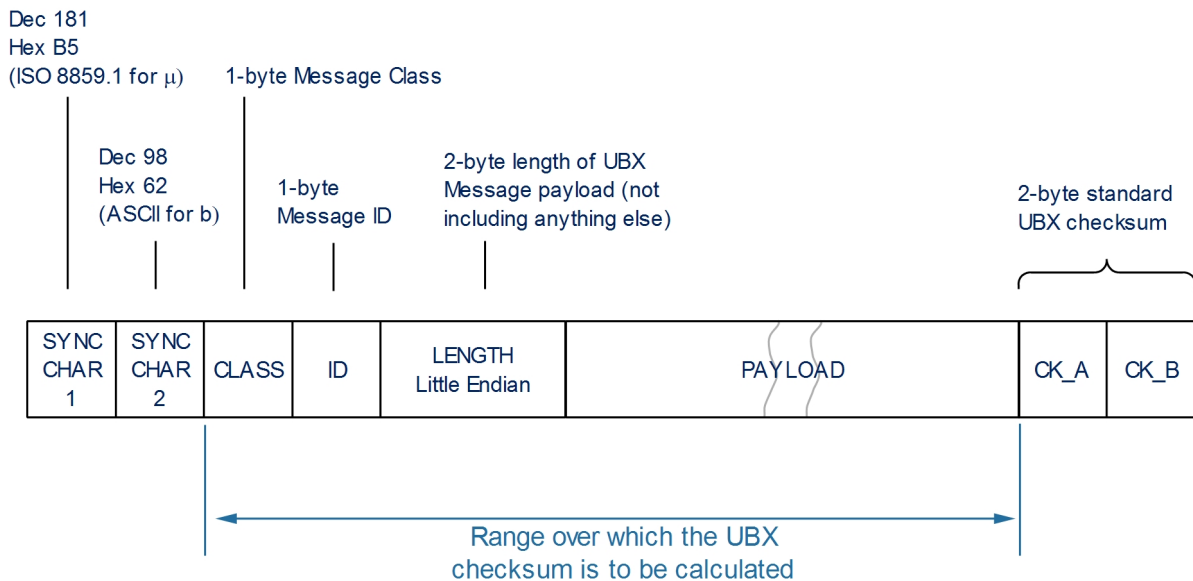 Dec 181
Hex B5
(ISO 8859.1 for μ)
1-byte Message Class
Dec 98
Hex 62
(ASCII for b)
1-byte
Message ID
2-byte length of UBX
Message payload (not
including anything else)
2-byte standard
UBX checksum
SYNC
CHAR
1
SYNC
CHAR
2
CLASS
ID
LENGTH
Little Endian
PAYLOAD
CK_A
CK_B
Range over which the UBX
checksum is to be calculated